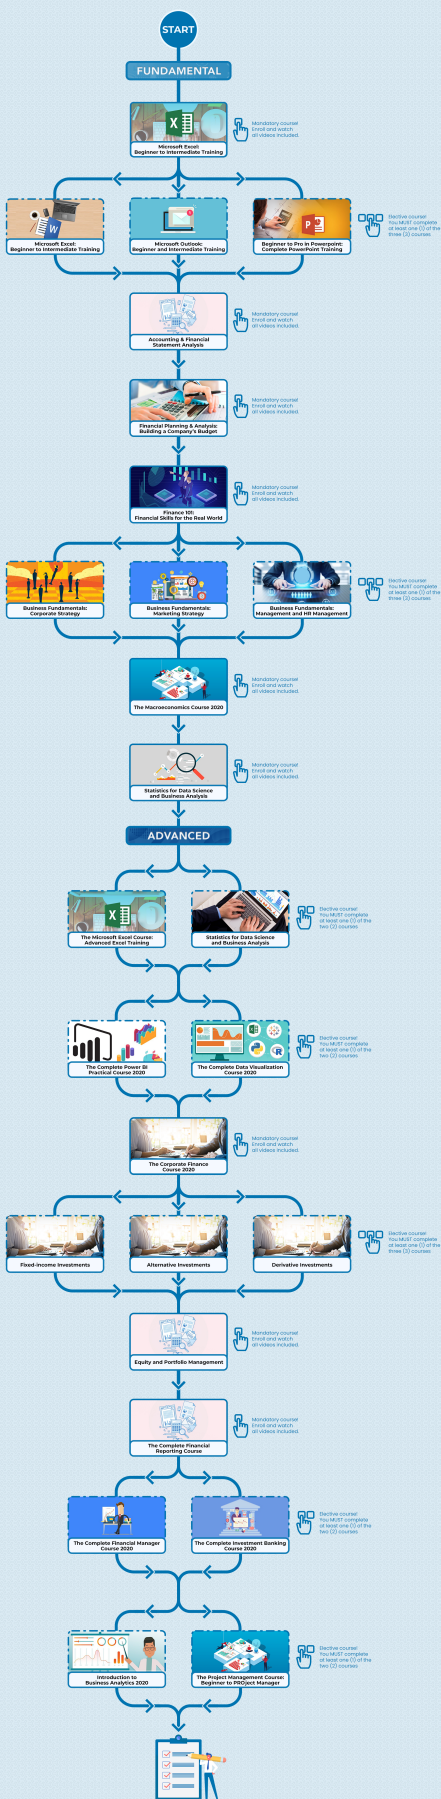 START
FUNDAMENTAL
Microsoft Excel:
Beginner to Intermediate Training
Mandatory course!
Enroll and watch
all videos included.
Microsoft Excel:
Beginner to Intermediate Training
Microsoft Outlook:
Beginner and Intermediate Training
Beginner to Pro in Powerpoint:
Complete PowerPoint Training
Elective course!
You MUST complete
at least one (1) of the
three (3) courses
Accounting & Financial
Statement Analysis
Mandatory course!
Enroll and watch
all videos included.
Financial Planning & Analysis:
Building a Company's Budget
Mandatory course!
Enroll and watch
all videos included.
Finance 101:
Financial Skills for the Real World
Mandatory course!
Enroll and watch
all videos included.
Business Fundamentals:
Corporate Strategy
Business Fundamentals:
Marketing Strategy
Business Fundamentals:
Management and HR Management
Elective course!
You MUST complete
at least one (1) of the
three (3) courses
The Macroeconomics Course 2020
Mandatory course!
Enroll and watch
all videos included.
Statistics for Data Science
and Business Analysis
Mandatory course!
Enroll and watch
all videos included.
ADVANCED
The Microsoft Excel Course:
Advanced Excel Training
Statistics for Data Science
and Business Analysis
Elective course!
You MUST complete
at least one (1) of the
two (2) courses
The Complete Power BI
Practical Course 2020
The Complete Data Visualization
Course 2020
Elective course!
You MUST complete
at least one (1) of the
two (2) courses
The Corporate Finance
Course 2020
Mandatory course!
Enroll and watch
all videos included.
Fixed-income Investments
Alternative Investments
Derivative Investments
Elective course!
You MUST complete
at least one (1) of the
three (3) courses
Equity and Portfolio Management
Mandatory course!
Enroll and watch
all videos included.
The Complete Financial
Reporting Course
Mandatory course!
Enroll and watch
all videos included.
The Complete Financial Manager
Course 2020
The Complete Investment Banking
Course 2020
Elective course!
You MUST complete
at least one (1) of the
two (2) courses
Introduction to
Business Analytics 2020
The Project Management Course:
Beginner to PROject Manager
Elective course!
You MUST complete
at least one (1) of the
two (2) courses